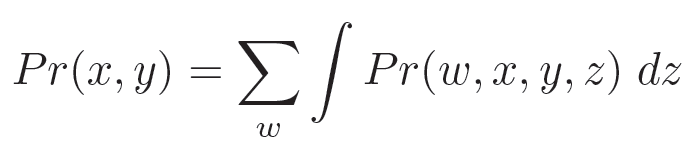 Pr(x, y) = ∑_w ∫ Pr(w, x, y, z) dz